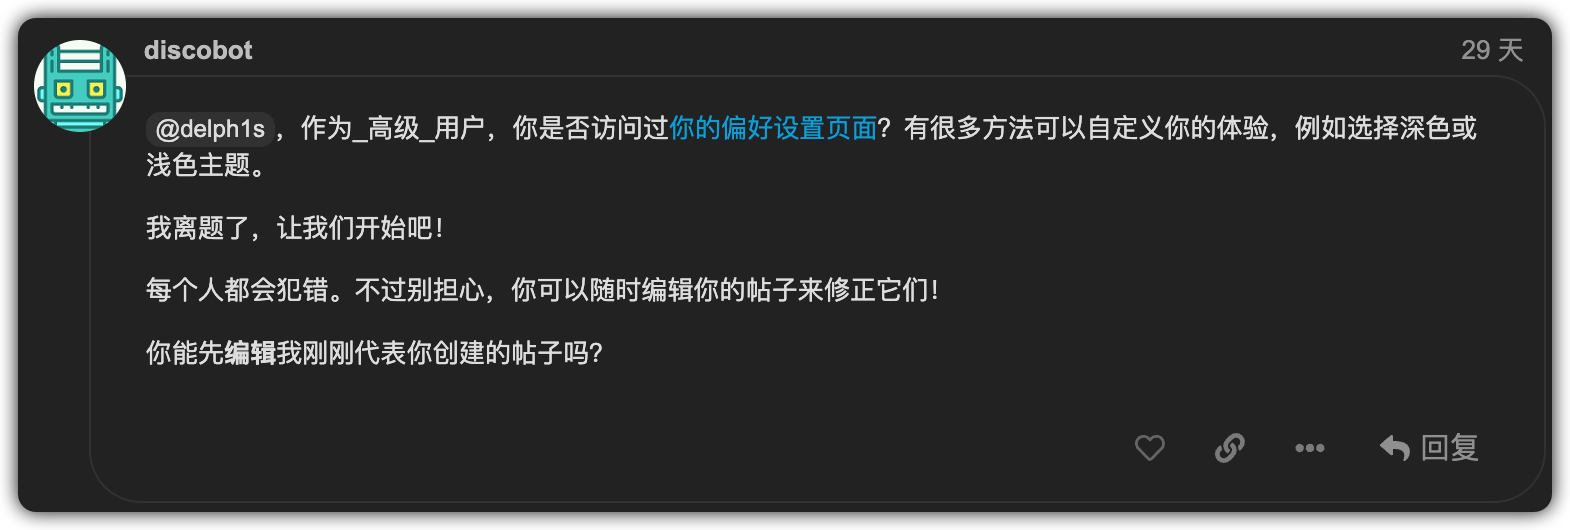 discobot
29 天
@delph1s，作为_高级_用户，你是否访问过你的偏好设置页面？有很多方法可以自定义你的体验，例如选择深色或
浅色主题。
我离题了，让我们开始吧！
每个人都会犯错。不过别担心，你可以随时编辑你的帖子来修正它们！
你能先编辑我刚刚代表你创建的帖子吗？
回复